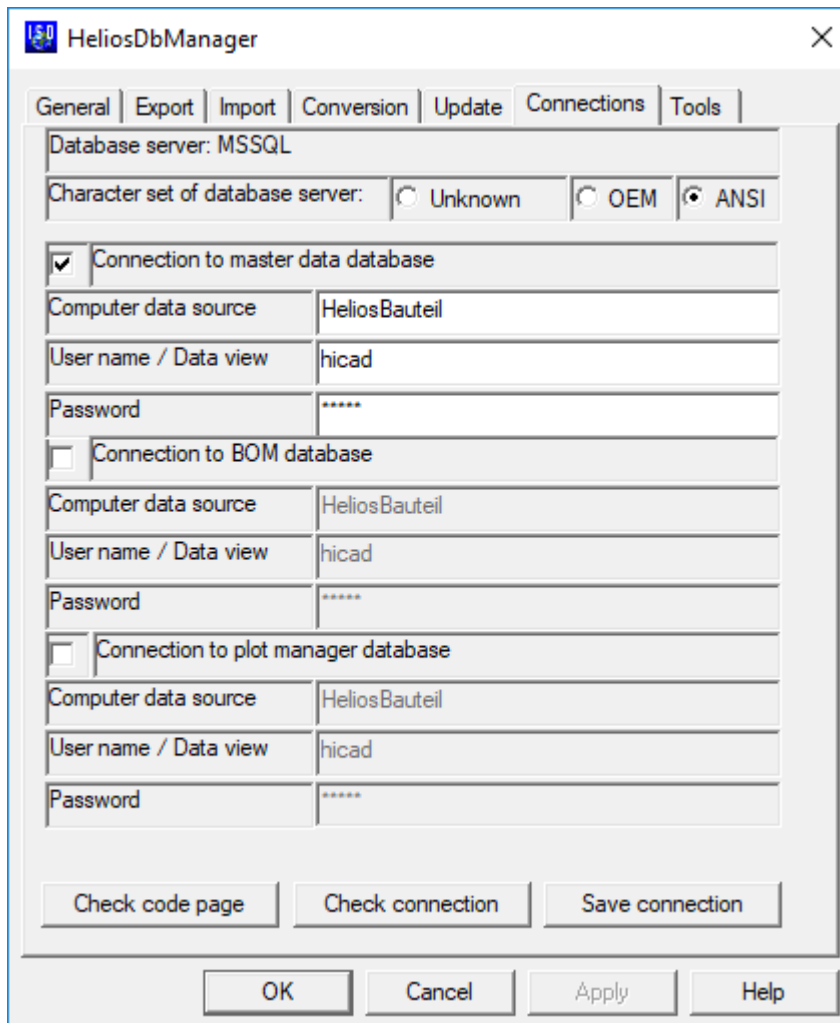 HeliosDbManager
General Export Import Conversion Update Connections Tools
Database server: MSSQL
Character set of database server: Unknown OEM ANSI
Connection to master data database
Computer data source HeliosBauteil
User name / Data view hicad
Password *****
Connection to BOM database
Computer data source HeliosBauteil
User name / Data view hicad
Password *****
Connection to plot manager database
Computer data source HeliosBauteil
User name / Data view hicad
Password *****
Check code page Check connection Save connection
OK Cancel Apply Help